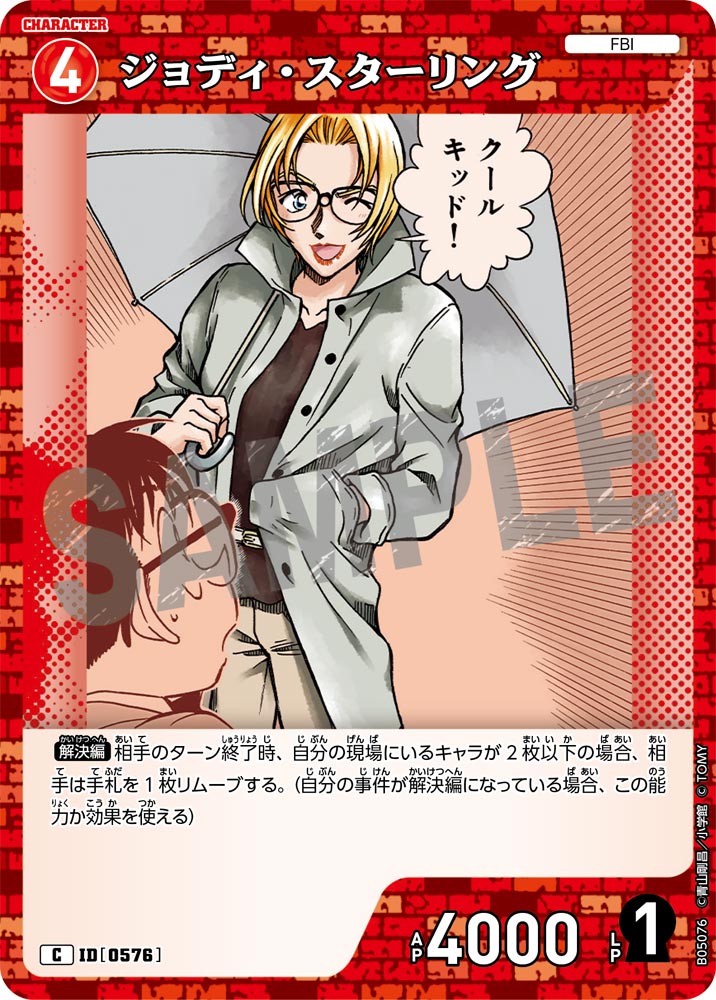 CHARACTER
4
ジョディ・スターリング
FBI
クール
キッド!
SAMPLE
解決編 相手のターン終了時、自分の現場にいるキャラが2枚以下の場合、相
手は手札を1枚リムーブする。(自分の事件が解決編になっている場合、この能
力か効果を使える)
C ID[0576]
AP 4000
LP 1
B05076 ©青山剛昌/小学館 © TOMY